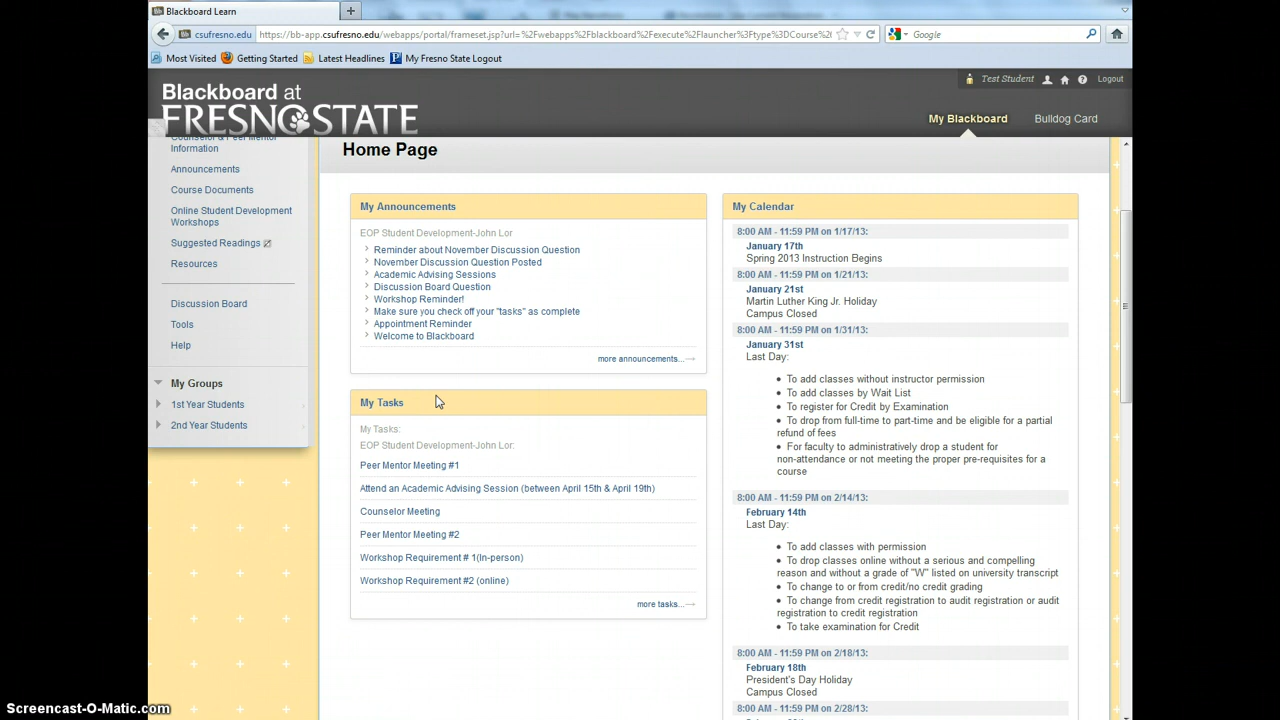 Blackboard Learn
csufresno.edu
https://bb-app.csufresno.edu/webapps/portal/frameset.jsp?url=%2Fwebapps%2Fblackboard%2Fexecute%2Flauncher%3Ftype%3DCourse%2
Google
Most Visited
Getting Started
Latest Headlines
My Fresno State Logout
Test Student
Logout
Blackboard at
FRESNO STATE
My Blackboard
Bulldog Card
Counselor & Peer Mentor
Information
Announcements
Course Documents
Online Student Development
Workshops
Suggested Readings
Resources
Discussion Board
Tools
Help
My Groups
1st Year Students
2nd Year Students
Home Page
My Announcements
EOP Student Development-John Lor
Reminder about November Discussion Question
November Discussion Question Posted
Academic Advising Sessions
Discussion Board Question
Workshop Reminder!
Make sure you check off your "tasks" as complete
Appointment Reminder
Welcome to Blackboard
more announcements...
My Tasks
My Tasks:
EOP Student Development-John Lor:
Peer Mentor Meeting #1
Attend an Academic Advising Session (between April 15th & April 19th)
Counselor Meeting
Peer Mentor Meeting #2
Workshop Requirement # 1(In-person)
Workshop Requirement #2 (online)
more tasks...
My Calendar
8:00 AM - 11:59 PM on 1/17/13:
January 17th
Spring 2013 Instruction Begins
8:00 AM - 11:59 PM on 1/21/13:
January 21st
Martin Luther King Jr. Holiday
Campus Closed
8:00 AM - 11:59 PM on 1/31/13:
January 31st
Last Day:
To add classes without instructor permission
To add classes by Wait List
To register for Credit by Examination
To drop from full-time to part-time and be eligible for a partial
refund of fees
For faculty to administratively drop a student for
non-attendance or not meeting the proper pre-requisites for a
course
8:00 AM - 11:59 PM on 2/14/13:
February 14th
Last Day:
To add classes with permission
To drop classes online without a serious and compelling
reason and without a grade of "W" listed on university transcript
To change to or from credit/no credit grading
To change from credit registration to audit registration or audit
registration to credit registration
To take examination for Credit
8:00 AM - 11:59 PM on 2/18/13:
February 18th
President's Day Holiday
Campus Closed
8:00 AM - 11:59 PM on 2/28/13:
Screencast-O-Matic.com